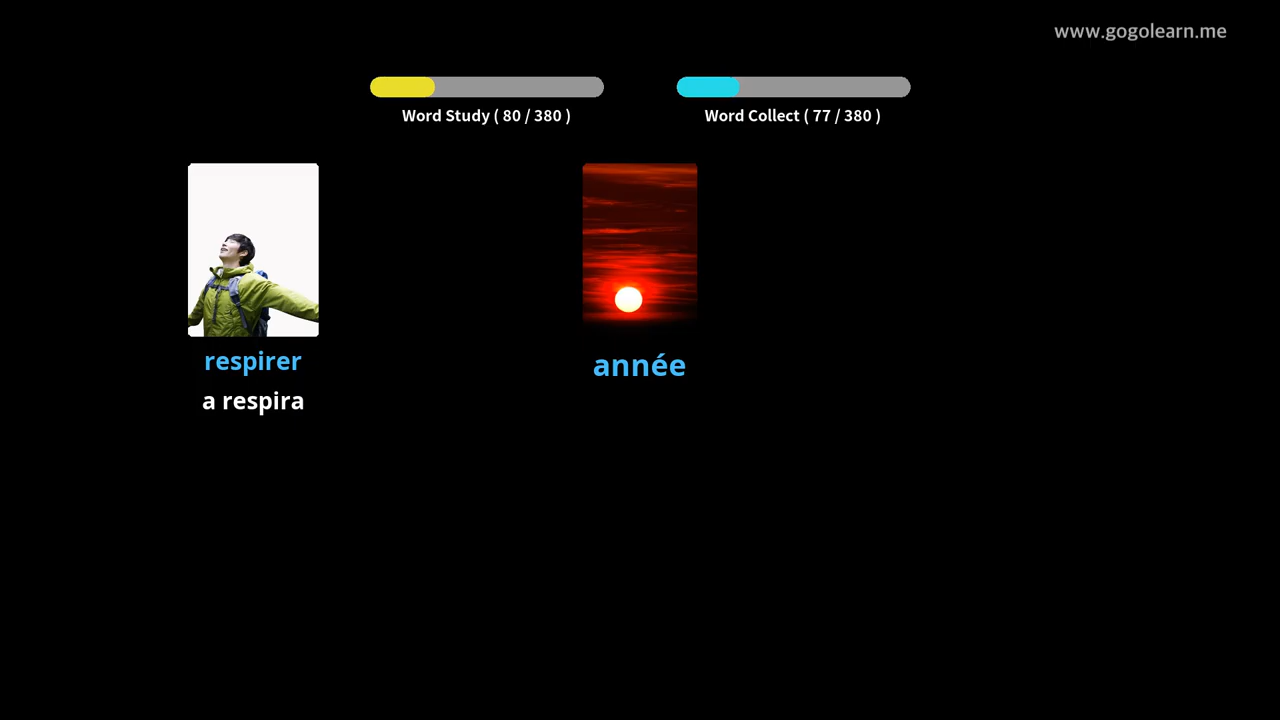 www.gogolearn.me
Word Study ( 80 / 380 )
Word Collect ( 77 / 380 )
respirer
a respira
année